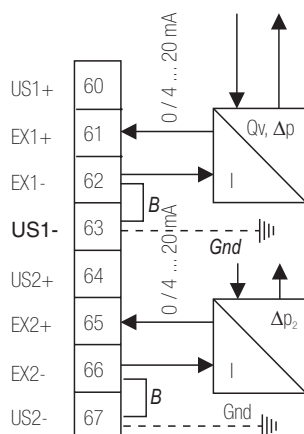 0 / 4 ... 20 mA
US1+ 60
EX1+ 61
Qv, Δp
EX1- 62
I
B
US1- 63
Gnd
0 / 4 ... 20 mA
US2+ 64
EX2+ 65
Δp₂
EX2- 66
I
B
US2- 67
Gnd